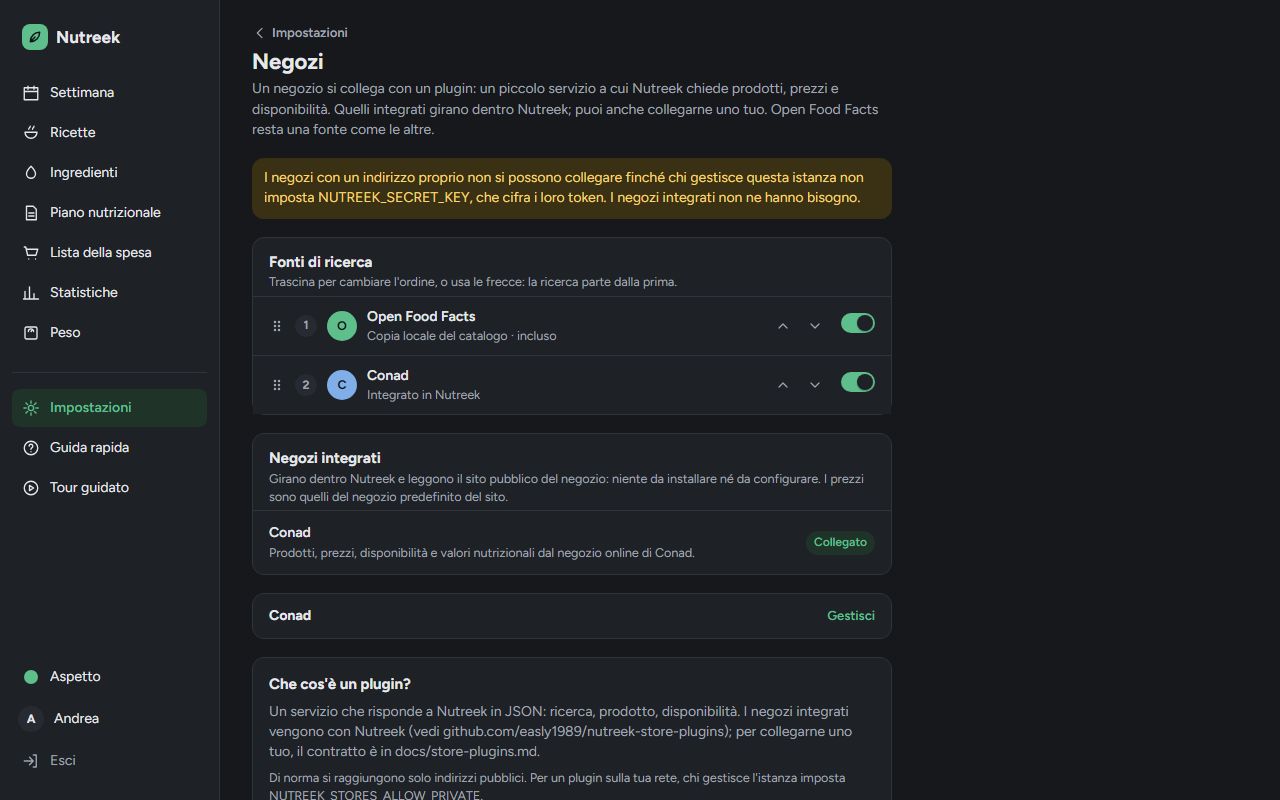 Nutreek
Settimana
Ricette
Ingredienti
Piano nutrizionale
Lista della spesa
Statistiche
Peso
Impostazioni
Guida rapida
Tour guidato
Aspetto
A Andrea
Esci
Impostazioni
Negozi
Un negozio si collega con un plugin: un piccolo servizio a cui Nutreek chiede prodotti, prezzi e
disponibilità. Quelli integrati girano dentro Nutreek; puoi anche collegarne uno tuo. Open Food Facts
resta una fonte come le altre.
I negozi con un indirizzo proprio non si possono collegare finché chi gestisce questa istanza non
imposta NUTREEK_SECRET_KEY, che cifra i loro token. I negozi integrati non ne hanno bisogno.
Fonti di ricerca
Trascina per cambiare l'ordine, o usa le frecce: la ricerca parte dalla prima.
1 O Open Food Facts
Copia locale del catalogo · incluso
2 C Conad
Integrato in Nutreek
Negozi integrati
Girano dentro Nutreek e leggono il sito pubblico del negozio: niente da installare né da configurare. I prezzi
sono quelli del negozio predefinito del sito.
Conad
Prodotti, prezzi, disponibilità e valori nutrizionali dal negozio online di Conad.
Collegato
Conad Gestisci
Che cos'è un plugin?
Un servizio che risponde a Nutreek in JSON: ricerca, prodotto, disponibilità. I negozi integrati
vengono con Nutreek (vedi github.com/easly1989/nutreek-store-plugins); per collegarne uno
tuo, il contratto è in docs/store-plugins.md.
Di norma si raggiungono solo indirizzi pubblici. Per un plugin sulla tua rete, chi gestisce l'istanza imposta
NUTREEK_STORES_ALLOW_PRIVATE.